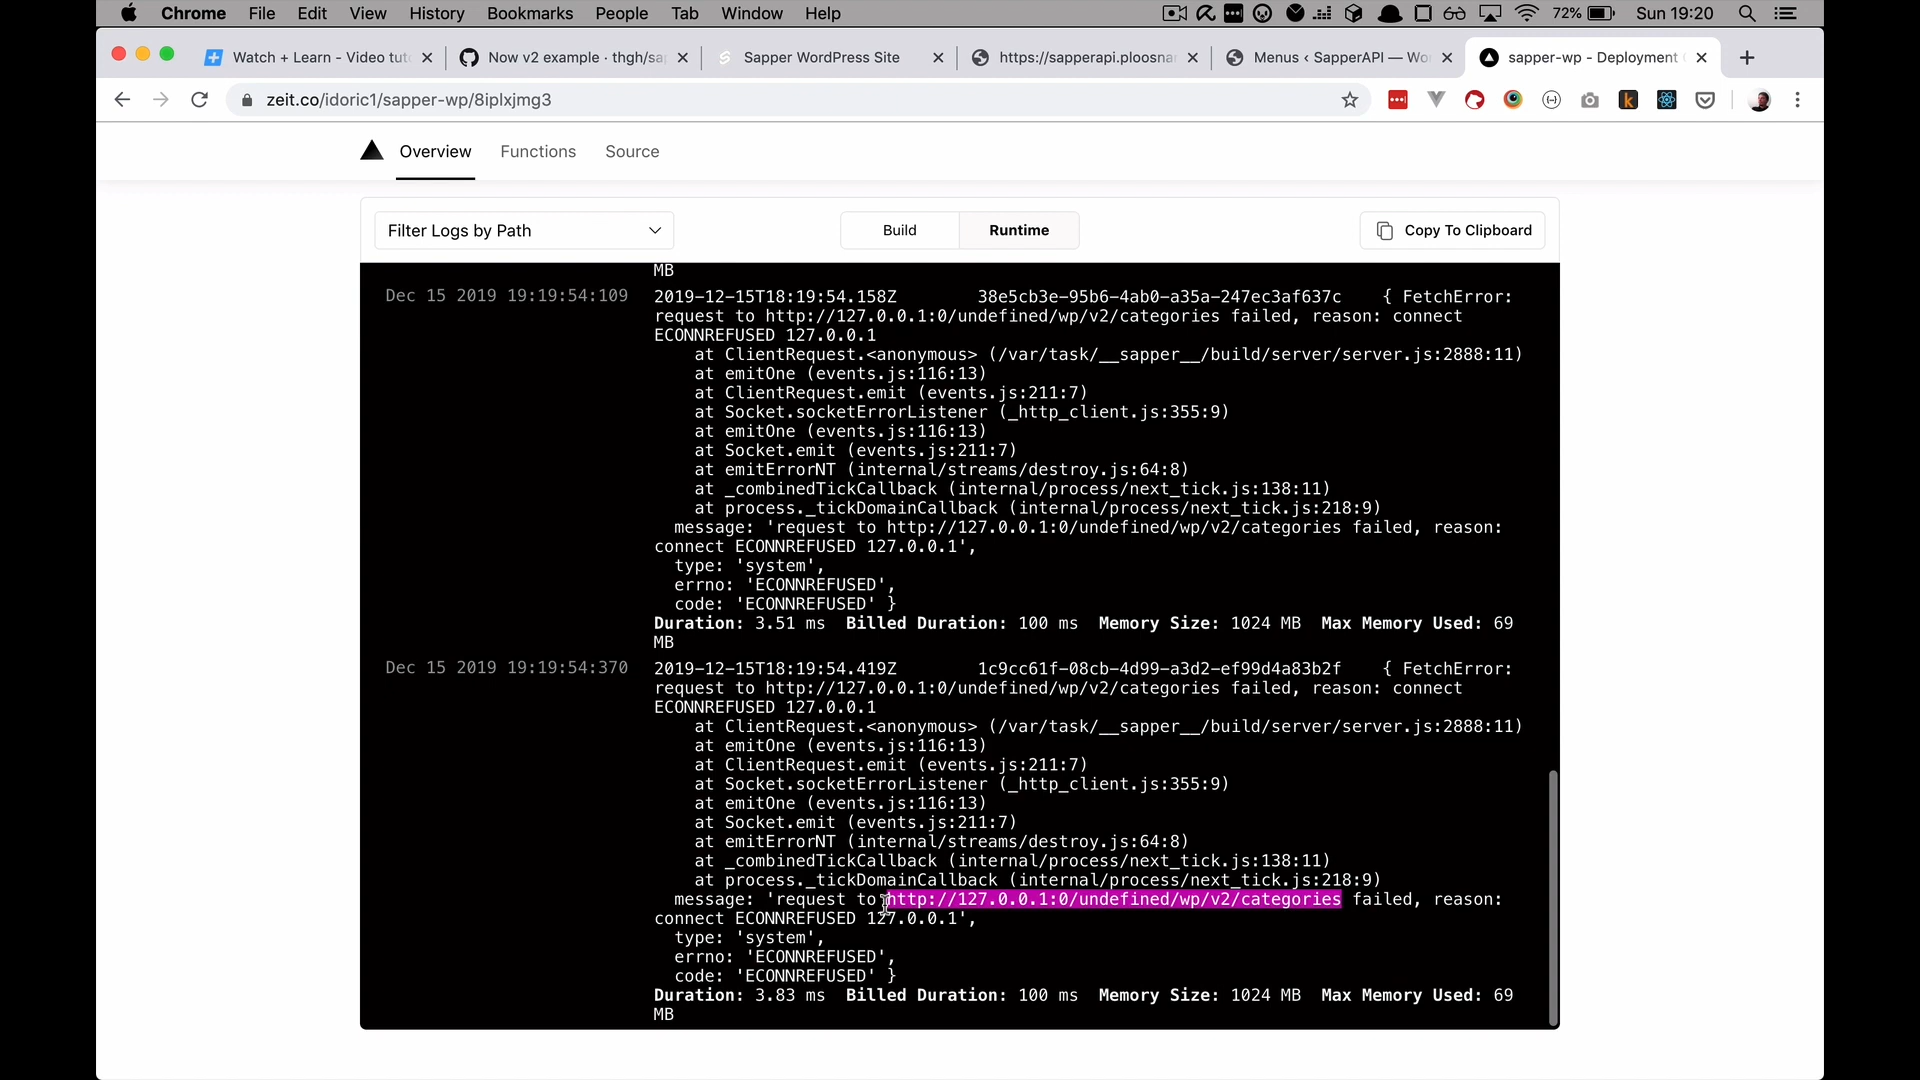 Chrome File Edit View History Bookmarks People Tab Window Help 72% Sun 19:20
Watch + Learn - Video tut Now v2 example · thgh/sa Sapper WordPress Site https://sapperapi.ploosna Menus ‹ SapperAPI — Wo sapper-wp - Deployment
zeit.co/idoric1/sapper-wp/8iplxjmg3
Overview Functions Source
Filter Logs by Path Build Runtime Copy To Clipboard
MB
Dec 15 2019 19:19:54:109 2019-12-15T18:19:54.158Z 38e5cb3e-95b6-4ab0-a35a-247ec3af637c { FetchError:
request to http://127.0.0.1:0/undefined/wp/v2/categories failed, reason: connect
ECONNREFUSED 127.0.0.1
at ClientRequest.<anonymous> (/var/task/__sapper__/build/server/server.js:2888:11)
at emitOne (events.js:116:13)
at ClientRequest.emit (events.js:211:7)
at Socket.socketErrorListener (_http_client.js:355:9)
at emitOne (events.js:116:13)
at Socket.emit (events.js:211:7)
at emitErrorNT (internal/streams/destroy.js:64:8)
at _combinedTickCallback (internal/process/next_tick.js:138:11)
at process._tickDomainCallback (internal/process/next_tick.js:218:9)
message: 'request to http://127.0.0.1:0/undefined/wp/v2/categories failed, reason:
connect ECONNREFUSED 127.0.0.1',
type: 'system',
errno: 'ECONNREFUSED',
code: 'ECONNREFUSED' }
Duration: 3.51 ms Billed Duration: 100 ms Memory Size: 1024 MB Max Memory Used: 69
MB
Dec 15 2019 19:19:54:370 2019-12-15T18:19:54.419Z 1c9cc61f-08cb-4d99-a3d2-ef99d4a83b2f { FetchError:
request to http://127.0.0.1:0/undefined/wp/v2/categories failed, reason: connect
ECONNREFUSED 127.0.0.1
at ClientRequest.<anonymous> (/var/task/__sapper__/build/server/server.js:2888:11)
at emitOne (events.js:116:13)
at ClientRequest.emit (events.js:211:7)
at Socket.socketErrorListener (_http_client.js:355:9)
at emitOne (events.js:116:13)
at Socket.emit (events.js:211:7)
at emitErrorNT (internal/streams/destroy.js:64:8)
at _combinedTickCallback (internal/process/next_tick.js:138:11)
at process._tickDomainCallback (internal/process/next_tick.js:218:9)
message: 'request to http://127.0.0.1:0/undefined/wp/v2/categories failed, reason:
connect ECONNREFUSED 127.0.0.1',
type: 'system',
errno: 'ECONNREFUSED',
code: 'ECONNREFUSED' }
Duration: 3.83 ms Billed Duration: 100 ms Memory Size: 1024 MB Max Memory Used: 69
MB